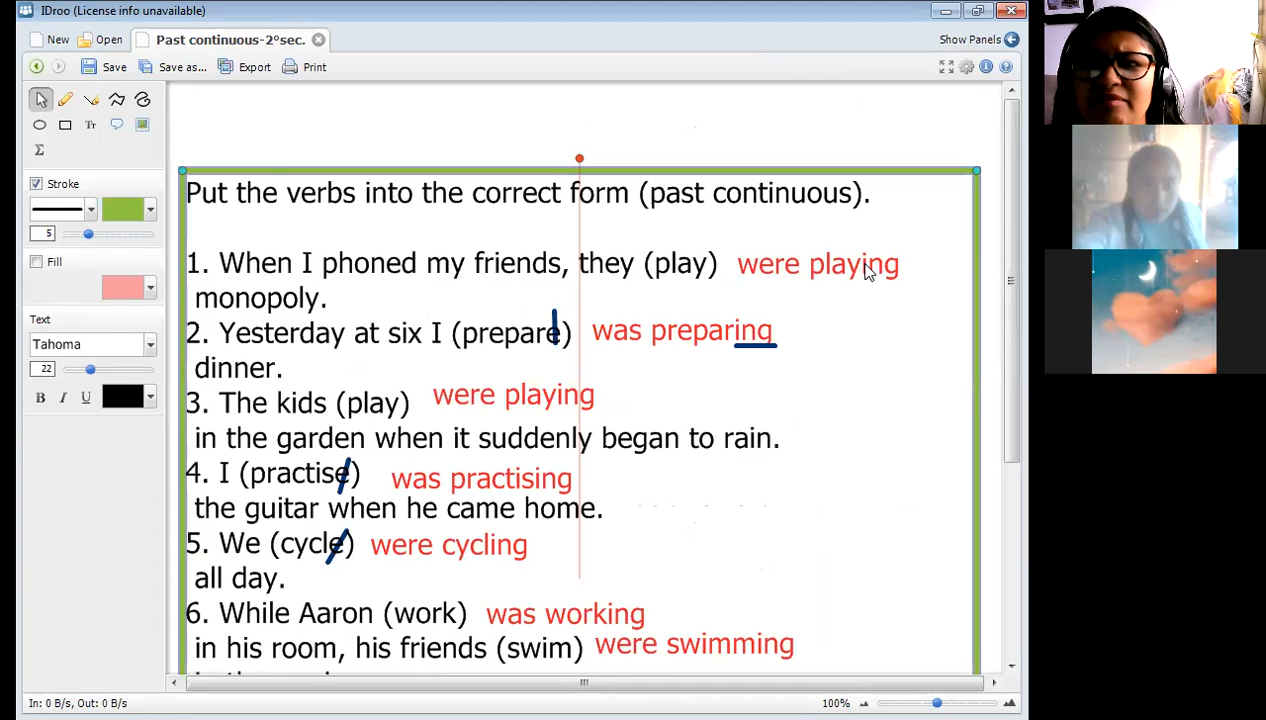 IDroo (License info unavailable)
New Open Past continuous-2°sec. Show Panels
Save Save as... Export Print
Put the verbs into the correct form (past continuous).
1. When I phoned my friends, they (play) were playing
monopoly.
2. Yesterday at six I (prepare) was preparing
dinner.
3. The kids (play) were playing
in the garden when it suddenly began to rain.
4. I (practise) was practising
the guitar when he came home.
5. We (cycle) were cycling
all day.
6. While Aaron (work) was working
in his room, his friends (swim) were swimming
Tr
Σ
Stroke
5
Fill
Text
Tahoma
22
B I U
In: 0 B/s, Out: 0 B/s 100%